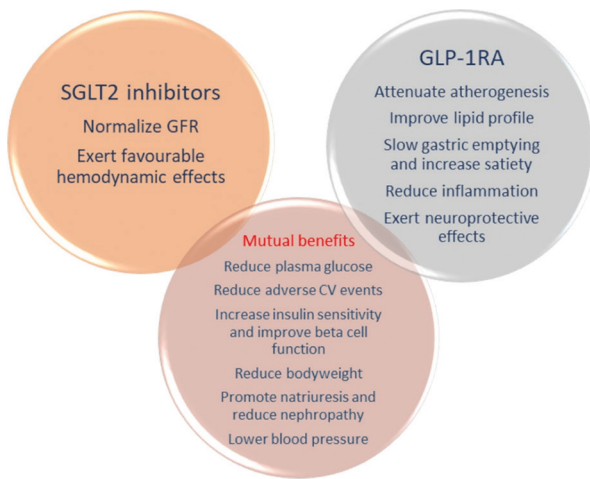 SGLT2 inhibitors
Normalize GFR
Exert favourable
hemodynamic effects
GLP-1RA
Attenuate atherogenesis
Improve lipid profile
Slow gastric emptying
and increase satiety
Reduce inflammation
Exert neuroprotective
effects
Mutual benefits
Reduce plasma glucose
Reduce adverse CV events
Increase insulin sensitivity
and improve beta cell
function
Reduce bodyweight
Promote natriuresis and
reduce nephropathy
Lower blood pressure